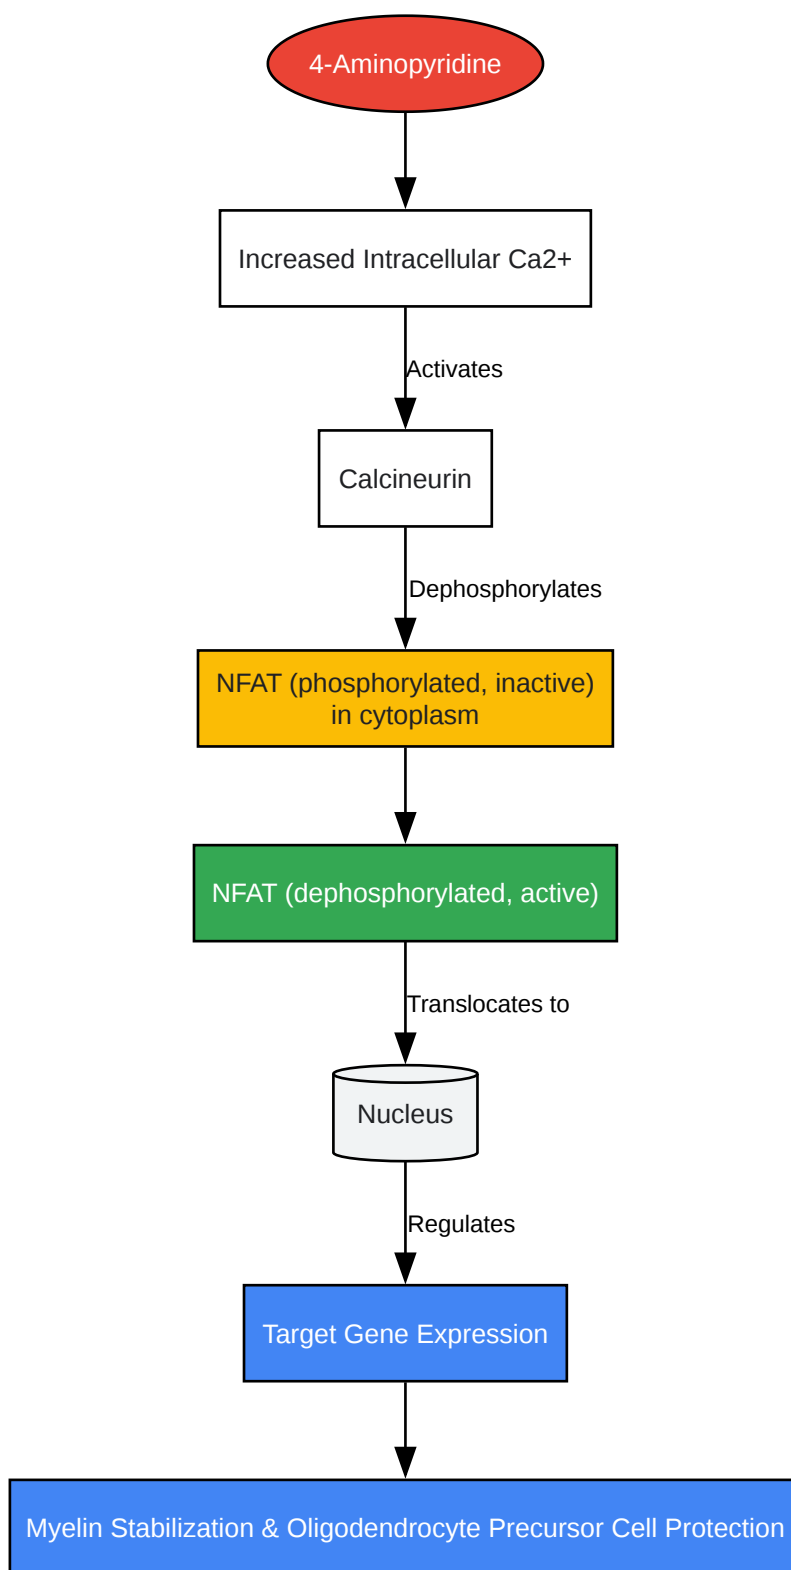 4-Aminopyridine
Increased Intracellular Ca2+
Activates
Calcineurin
Dephosphorylates
NFAT (phosphorylated, inactive)
in cytoplasm
NFAT (dephosphorylated, active)
Translocates to
Nucleus
Regulates
Target Gene Expression
Myelin Stabilization & Oligodendrocyte Precursor Cell Protection